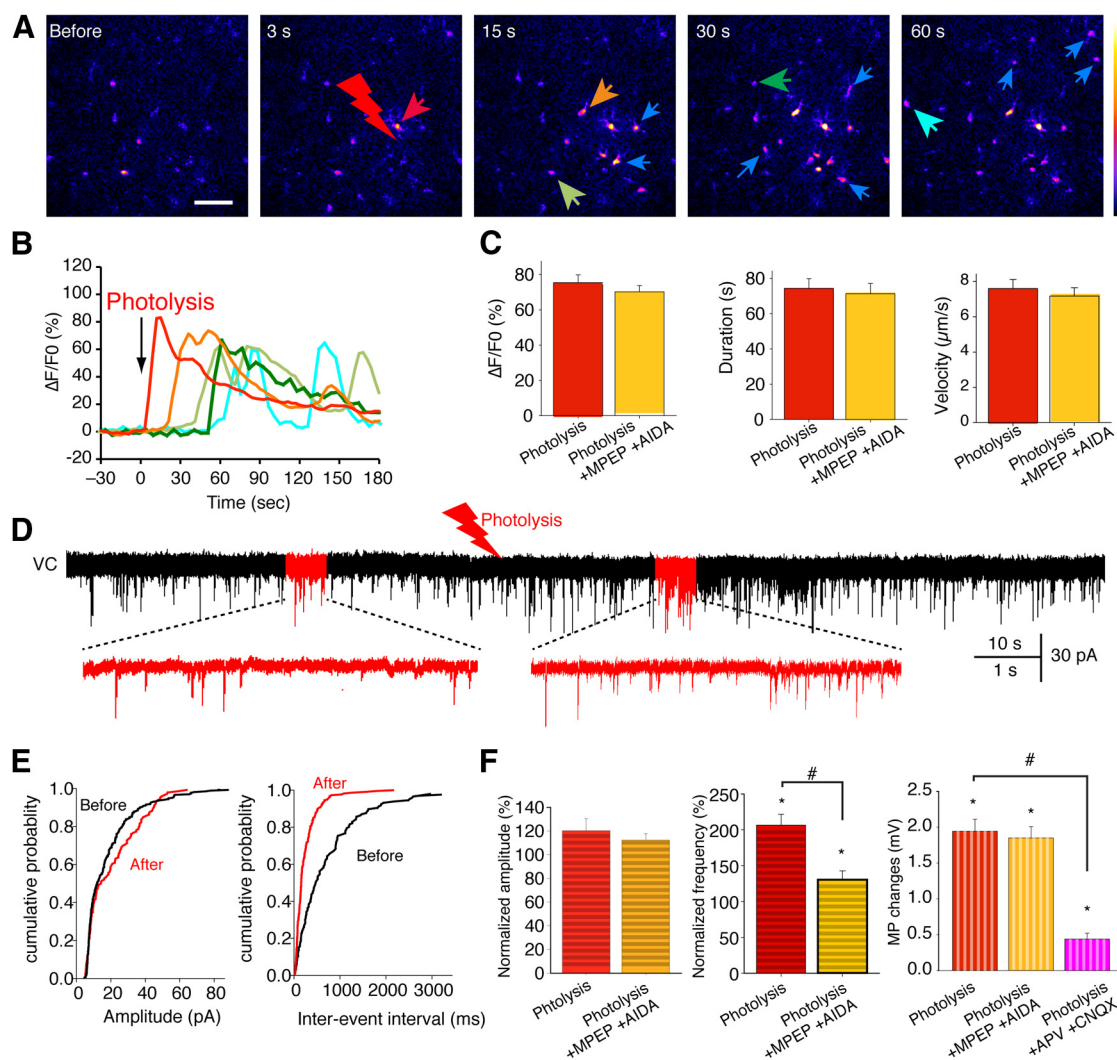 A
Before
3 s
15 s
30 s
60 s
B
120
100
80
60
40
20
0
-20
ΔF/F0 (%)
Photolysis
–30
0
30
60
90
120
150
180
Time (sec)
C
80
60
40
20
0
ΔF/F0 (%)
Photolysis
Photolysis
+MPEP +AIDA
80
60
40
20
0
Duration (s)
Photolysis
Photolysis
+MPEP +AIDA
8
6
4
2
0
Velocity (µm/s)
Photolysis
Photolysis
+MPEP +AIDA
D
Photolysis
VC
10 s
1 s
30 pA
E
1.0
0.8
0.6
0.4
0.2
0.0
cumulative probablity
Before
After
0
20
40
60
80
Amplitude (pA)
1.0
0.8
0.6
0.4
0.2
0.0
cumulative probablity
After
Before
0
1000
2000
3000
Inter-event interval (ms)
F
140
120
100
80
60
40
20
0
Normalized amplitude (%)
Photolysis
Photolysis
+MPEP +AIDA
250
200
150
100
50
0
Normalized frequency (%)
#
*
*
Photolysis
Photolysis
+MPEP +AIDA
2.5
2.0
1.5
1.0
0.5
0.0
MP changes (mV)
#
*
*
*
Photolysis
Photolysis
+MPEP +AIDA
Photolysis
+APV +CNQX